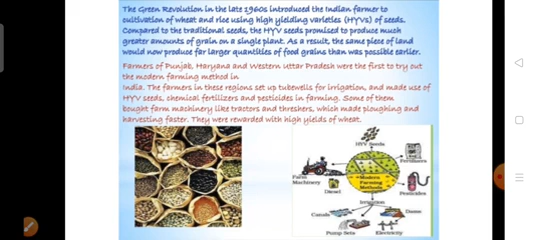 The Green Revolution in the late 1960s introduced the Indian farmer to
cultivation of wheat and rice using high yielding varieties (HYVs) of seeds.
Compared to the traditional seeds, the HYV seeds promised to produce much
greater amounts of grain on a single plant. As a result, the same piece of land
would now produce far larger quantities of food grains than was possible earlier.
Farmers of Punjab, Haryana and Western Uttar Pradesh were the first to try out
the modern farming method in
India. The farmers in these regions set up tubewells for irrigation, and made use of
HYV seeds, chemical fertilizers and pesticides in farming. Some of them
bought farm machinery like tractors and threshers, which made ploughing and
harvesting faster. They were rewarded with high yields of wheat.
HYV Seeds
Fertilizers
Farm
Machinery
Modern
Farming
Methods
Diesel
Pesticides
Irrigation
Canals
Dams
Pump Sets
Electricity